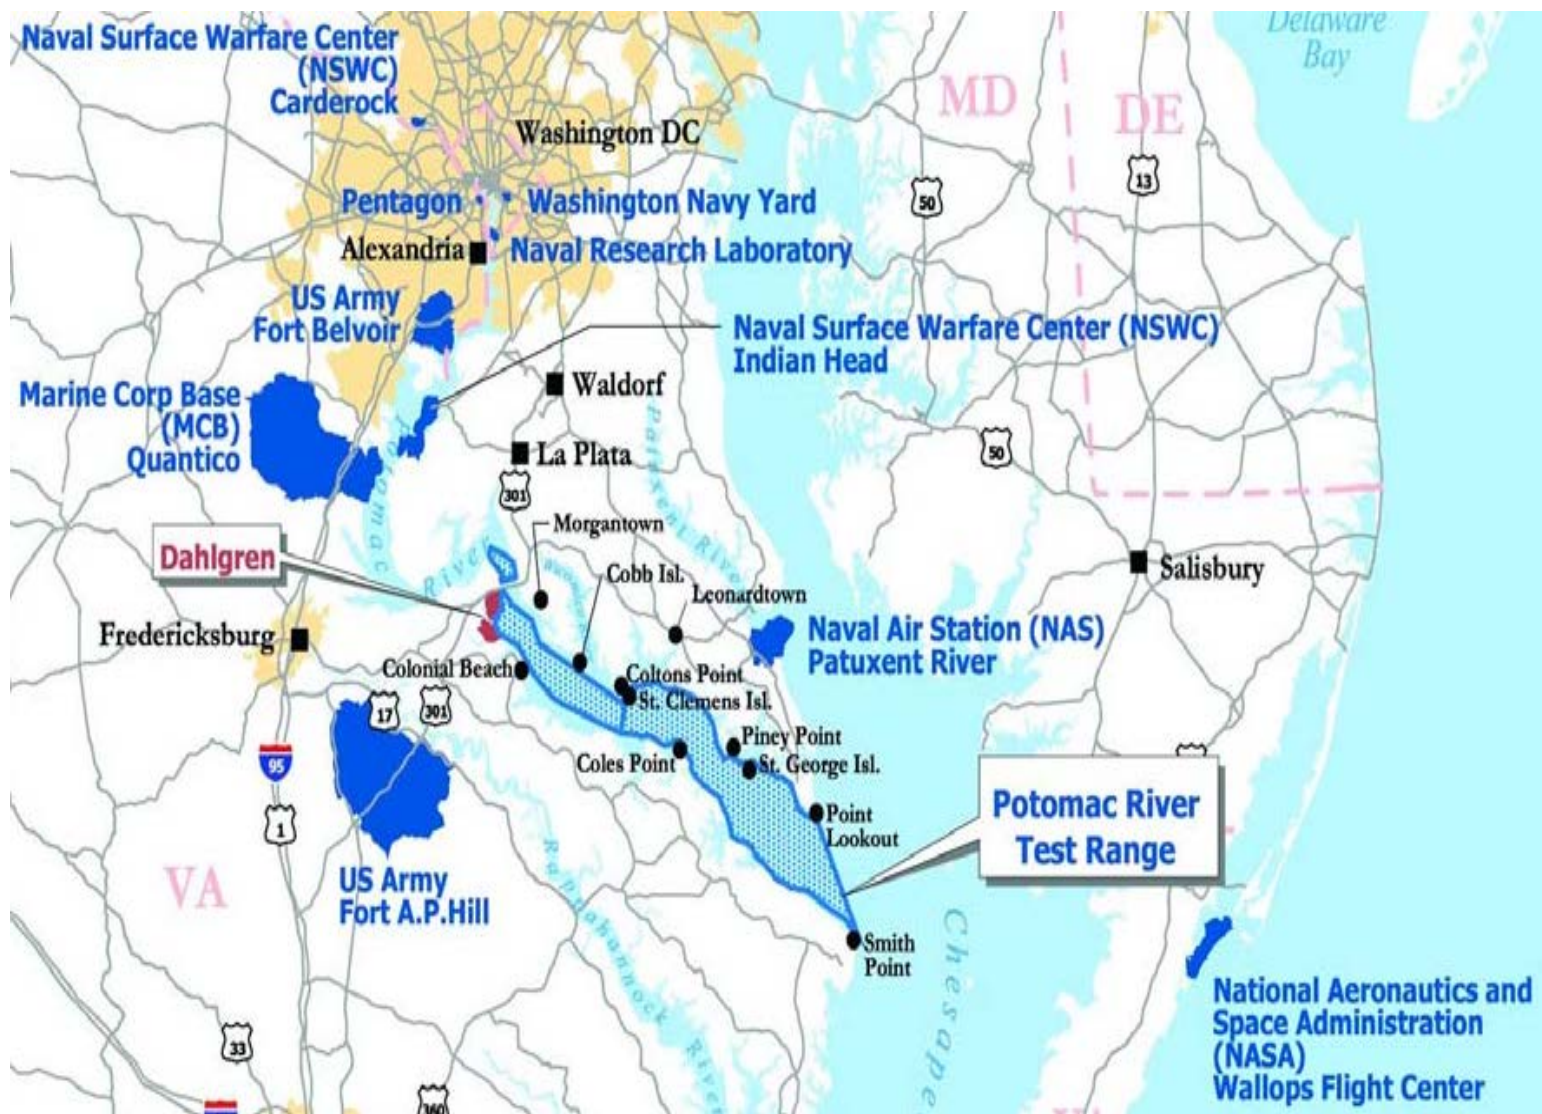 Naval Surface Warfare Center
(NSWC)
Carderock
Delaware
Bay
MD
DE
Washington DC
13
50
Pentagon
Washington Navy Yard
Alexandria
Naval Research Laboratory
US Army
Fort Belvoir
Naval Surface Warfare Center (NSWC)
Indian Head
Marine Corp Base
(MCB)
Quantico
Waldorf
La Plata
50
301
Potomac
River
Patuxent River
Morgantown
Dahlgren
Cobb Isl.
Leonardtown
Salisbury
Fredericksburg
Naval Air Station (NAS)
Patuxent River
Colonial Beach
Coltons Point
St. Clemens Isl.
17
301
Piney Point
St. George Isl.
Coles Point
95
1
Potomac River
Test Range
Point
Lookout
VA
US Army
Fort A.P.Hill
Rappahannock River
Smith
Point
Chesape
National Aeronautics and
Space Administration
(NASA)
Wallops Flight Center
33
360